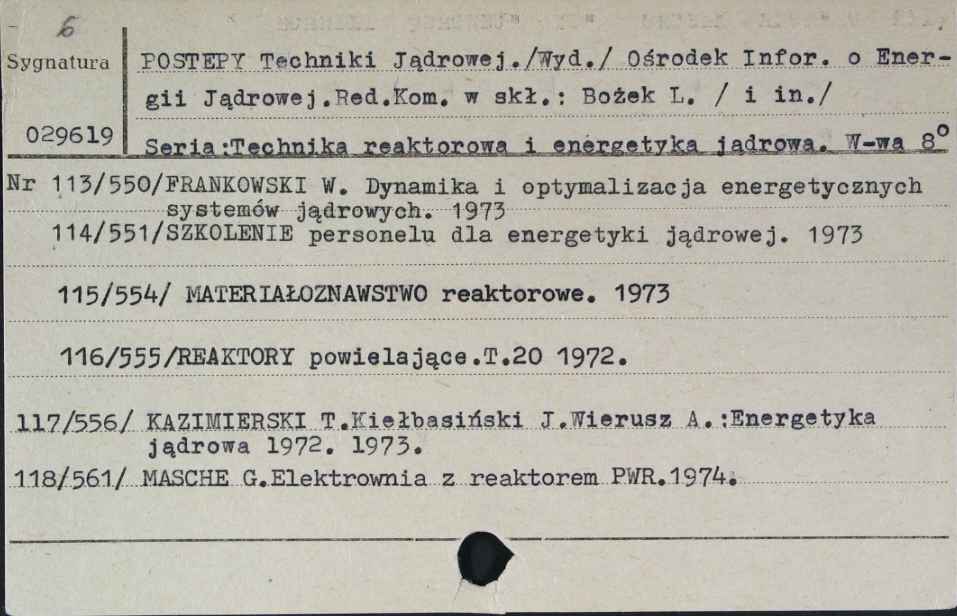 6
Sygnatura
029619
POSTĘPY Techniki Jądrowej./Wyd./ Ośrodek Infor. o Ener-
gii Jądrowej.Red.Kom. w skł.: Bożek L. / i in./
Seria:Technika reaktorowa i energetyka jądrowa. W-wa 8°
Nr 113/550/FRANKOWSKI W. Dynamika i optymalizacja energetycznych
systemów jądrowych. 1973
114/551/SZKOLENIE personelu dla energetyki jądrowej. 1973
115/554/ MATERIAŁOZNAWSTWO reaktorowe. 1973
116/555/REAKTORY powielające.T.20 1972.
117/556/ KAZIMIERSKI T.Kiełbasiński J.Wierusz A.:Energetyka
jądrowa 1972. 1973.
118/561/ MASCHE G.Elektrownia z reaktorem PWR.1974.